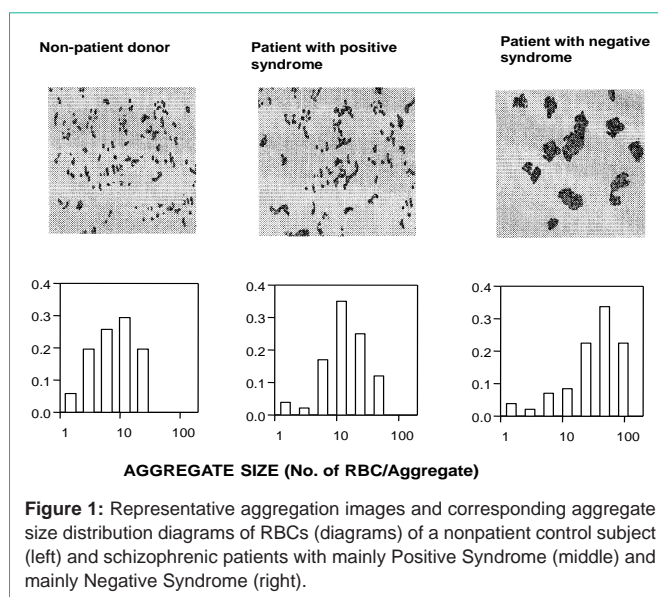 Non-patient donor
Patient with positive
syndrome
Patient with negative
syndrome
0.4
0.3
0.2
0.1
0.0
1 10 100
0.4
0.3
0.2
0.1
0.0
1 10 100
0.4
0.3
0.2
0.1
0.0
1 10 100
AGGREGATE SIZE (No. of RBC/Aggregate)
Figure 1: Representative aggregation images and corresponding aggregate
size distribution diagrams of RBCs (diagrams) of a nonpatient control subject
(left) and schizophrenic patients with mainly Positive Syndrome (middle) and
mainly Negative Syndrome (right).